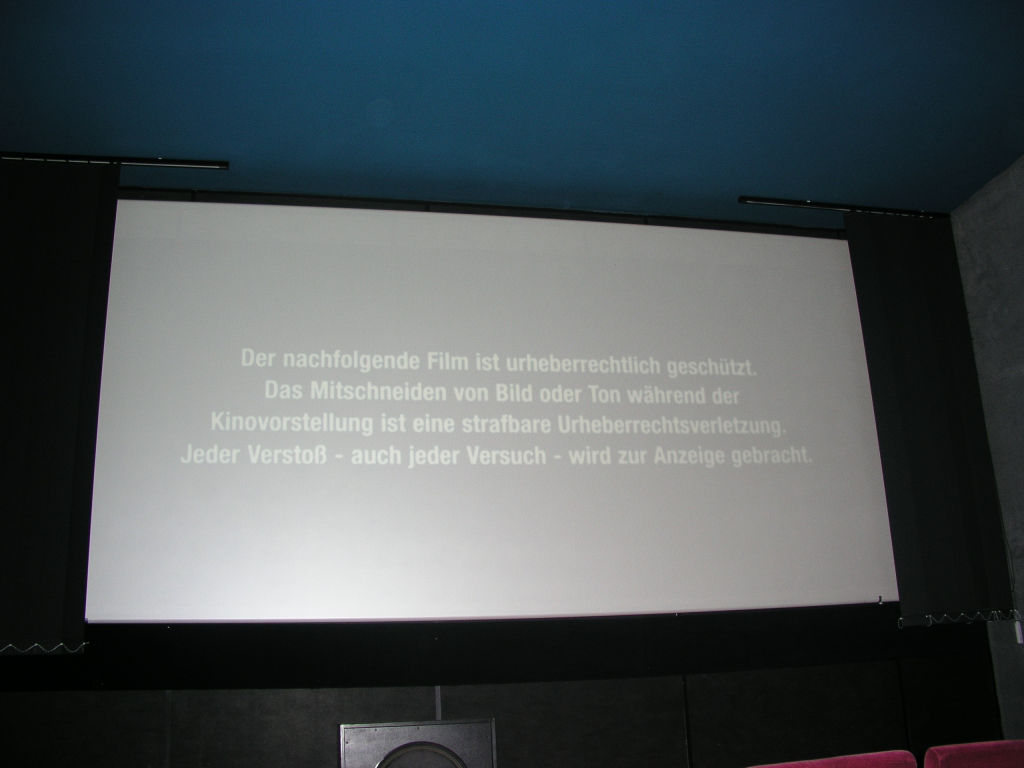 Der nachfolgende Film ist urheberrechtlich geschützt.
Das Mitschneiden von Bild oder Ton während der
Kinovorstellung ist eine strafbare Urheberrechtsverletzung.
Jeder Verstoß - auch jeder Versuch - wird zur Anzeige gebracht.